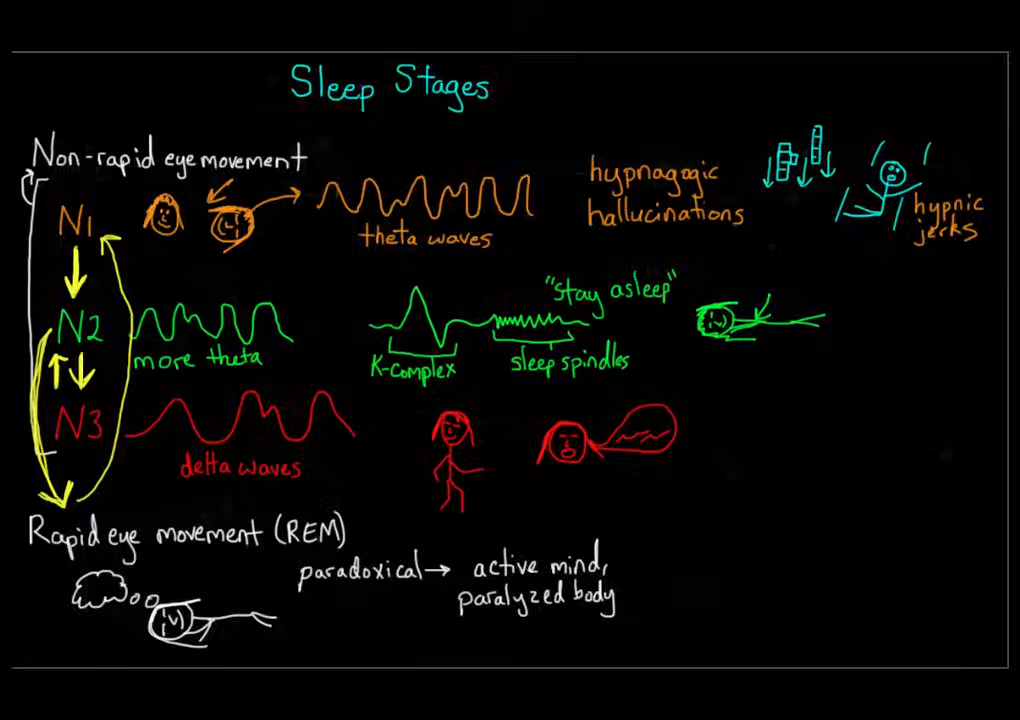 Sleep Stages
Non-rapid eye movement
N1
theta waves
hypnagogic
hallucinations
hypnic
jerks
N2
more theta
K-complex
sleep spindles
"stay asleep"
N3
delta waves
Rapid eye movement (REM)
paradoxical → active mind,
paralyzed body